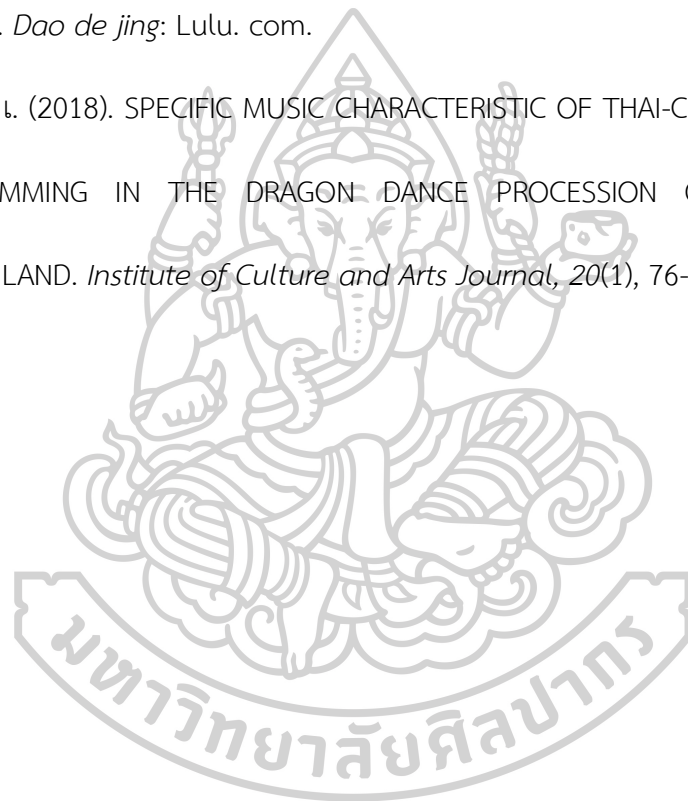 . Dao de jing: Lulu. com.
เ. (2018). SPECIFIC MUSIC CHARACTERISTIC OF THAI-C
MMING IN THE DRAGON DANCE PROCESSION
LAND. Institute of Culture and Arts Journal, 20(1), 76-
มหาวิทยาลัยศิลปากร